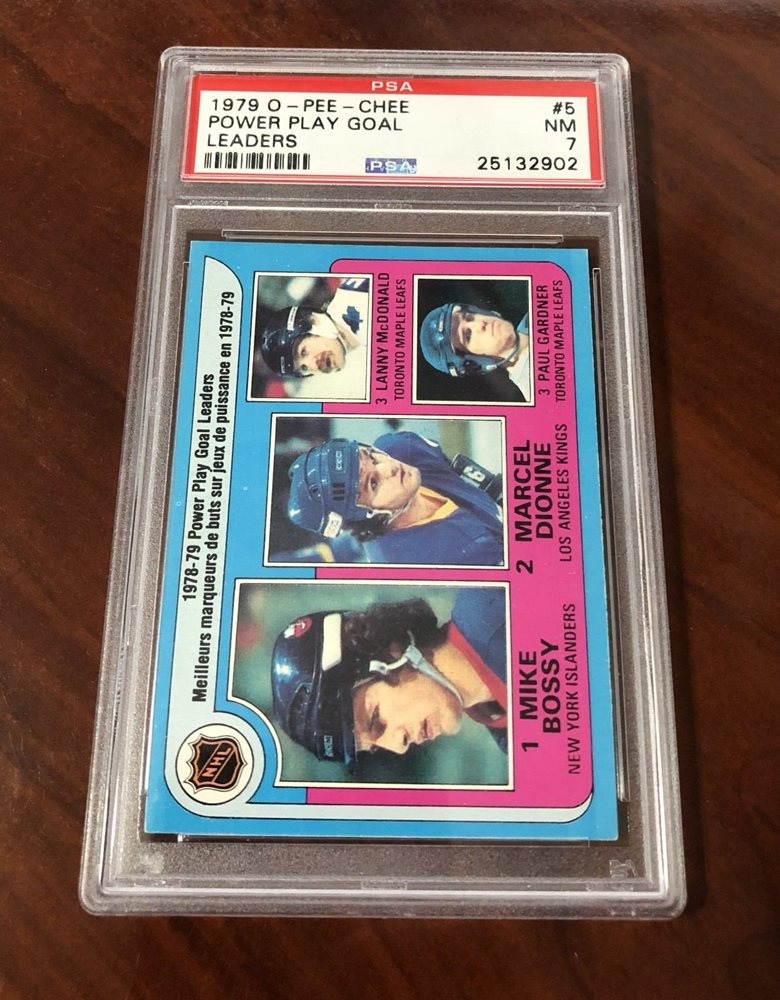 PSA
1979 O-PEE-CHEE #5
POWER PLAY GOAL NM
LEADERS 7
PSA 25132902
1978-79 Power Play Goal Leaders
Meilleurs marqueurs de buts sur jeux de puissance en 1978-79
NHL
1 MIKE
BOSSY
NEW YORK ISLANDERS
2 MARCEL
DIONNE
LOS ANGELES KINGS
3 LANNY McDONALD
TORONTO MAPLE LEAFS
3 PAUL GARDNER
TORONTO MAPLE LEAFS